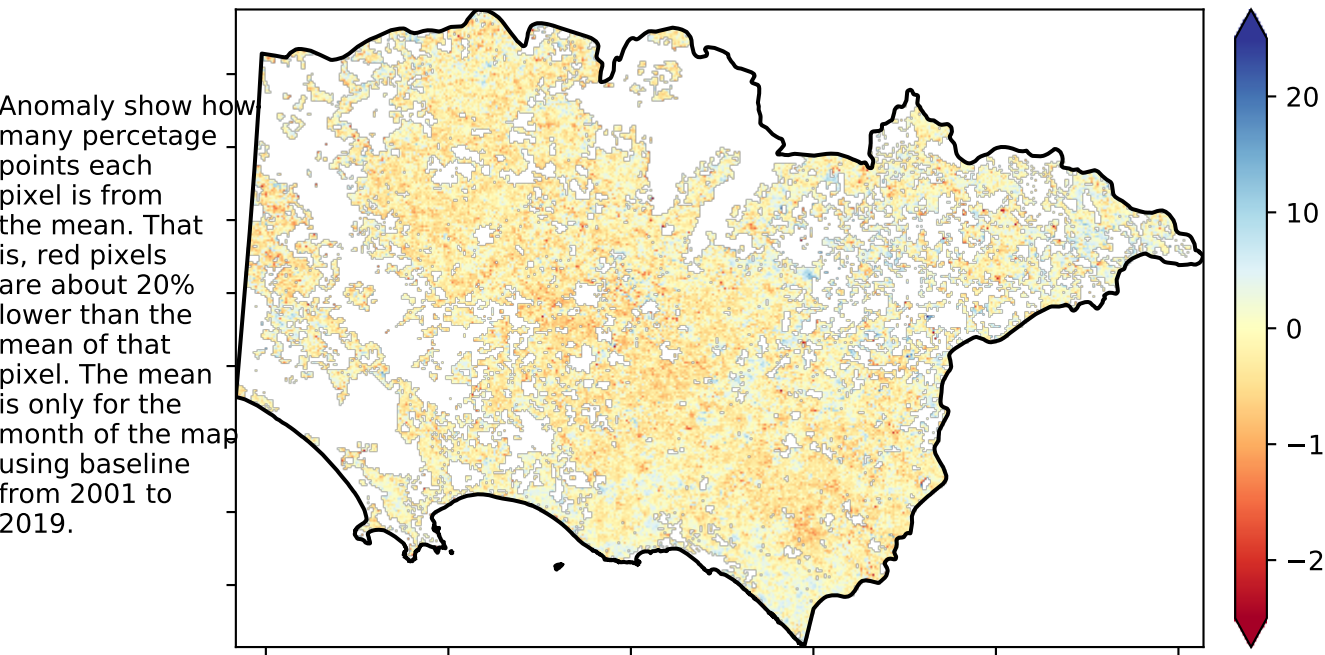 Anomaly show how
many percetage
points each
pixel is from
the mean. That
is, red pixels
are about 20%
lower than the
mean of that
pixel. The mean
is only for the
month of the map
using baseline
from 2001 to
2019.
20
10
0
−1
−2